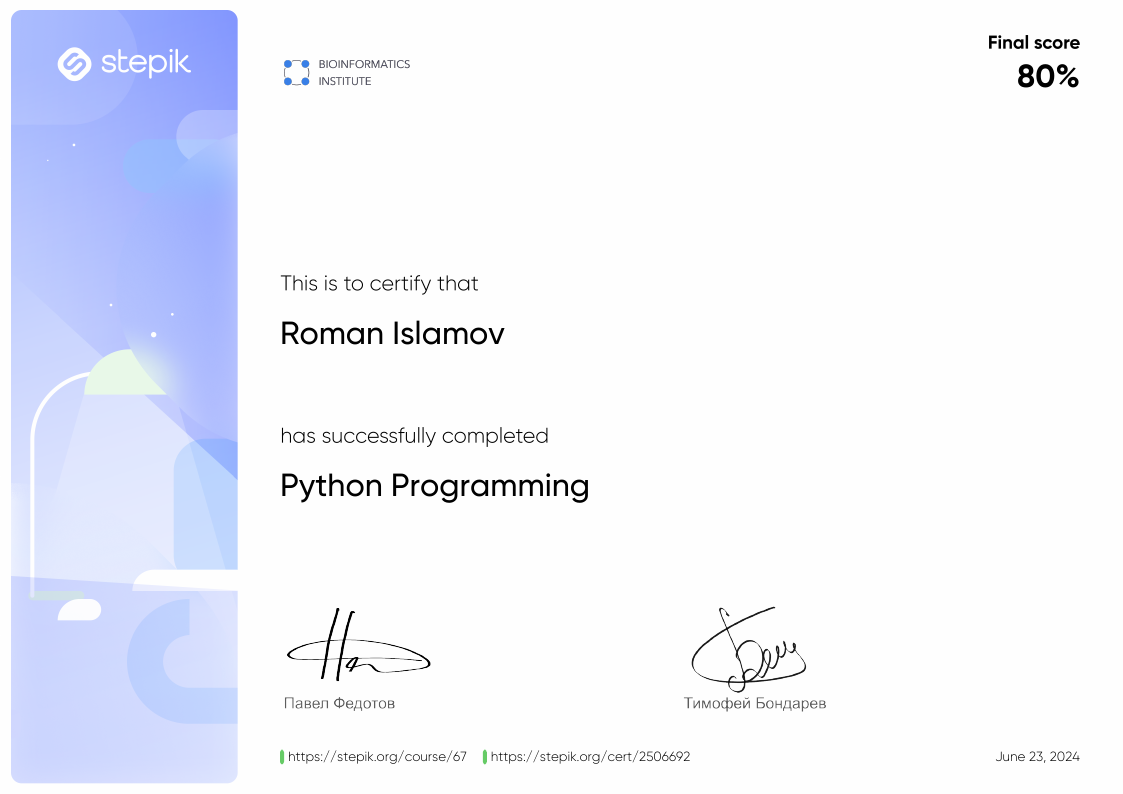 stepik
BIOINFORMATICS
INSTITUTE
Final score
80%
This is to certify that
Roman Islamov
has successfully completed
Python Programming
Павел Федотов
Тимофей Бондарев
https://stepik.org/course/67
https://stepik.org/cert/2506692
June 23, 2024